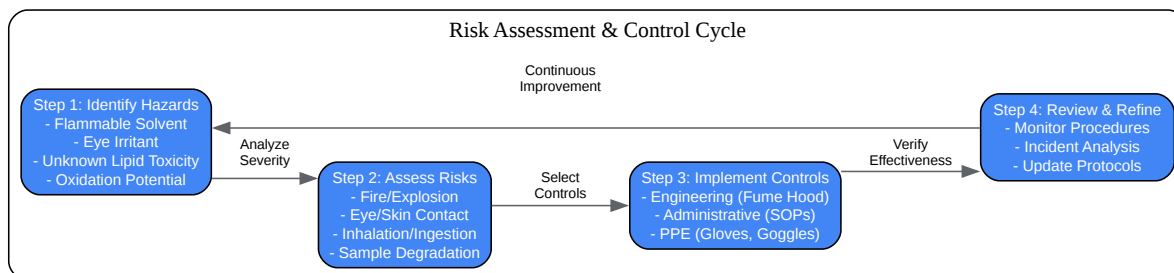 Risk Assessment & Control Cycle
Continuous
Improvement
Step 1: Identify Hazards
- Flammable Solvent
- Eye Irritant
- Unknown Lipid Toxicity
- Oxidation Potential
Analyze
Severity
Step 2: Assess Risks
- Fire/Explosion
- Eye/Skin Contact
- Inhalation/Ingestion
- Sample Degradation
Select
Controls
Step 3: Implement Controls
- Engineering (Fume Hood)
- Administrative (SOPs)
- PPE (Gloves, Goggles)
Verify
Effectiveness
Step 4: Review & Refine
- Monitor Procedures
- Incident Analysis
- Update Protocols